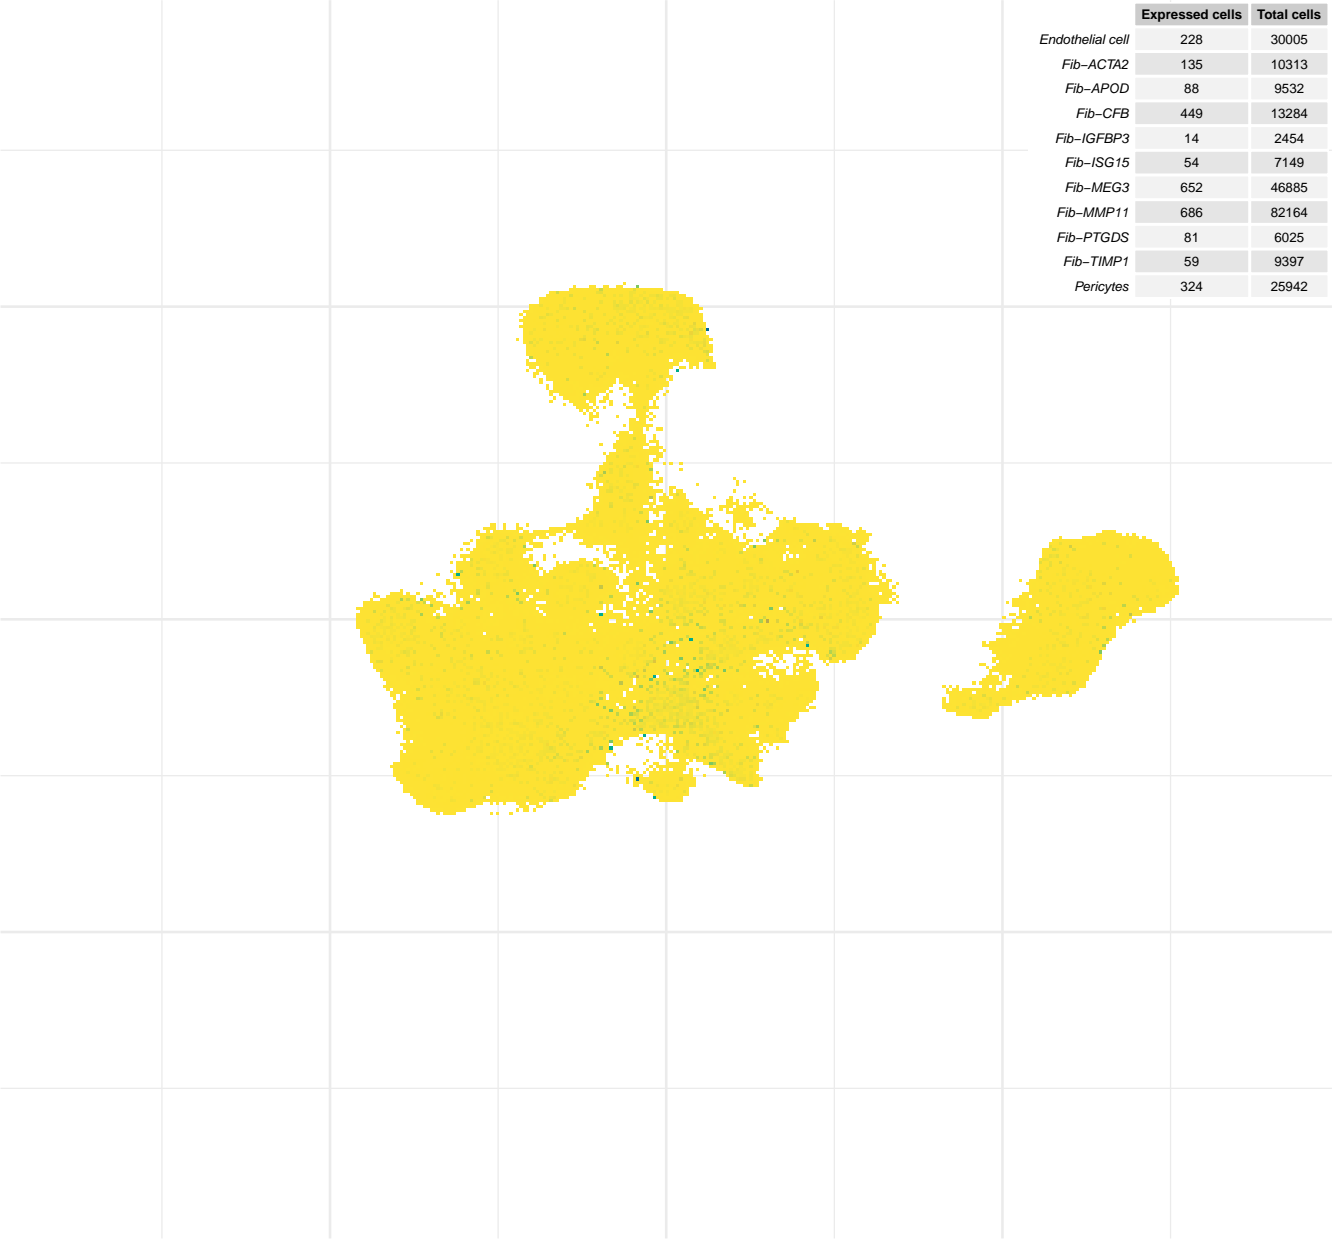 Expressed cells Total cells
Endothelial cell 228 30005
Fib−ACTA2 135 10313
Fib−APOD 88 9532
Fib−CFB 449 13284
Fib−IGFBP3 14 2454
Fib−ISG15 54 7149
Fib−MEG3 652 46885
Fib−MMP11 686 82164
Fib−PTGDS 81 6025
Fib−TIMP1 59 9397
Pericytes 324 25942